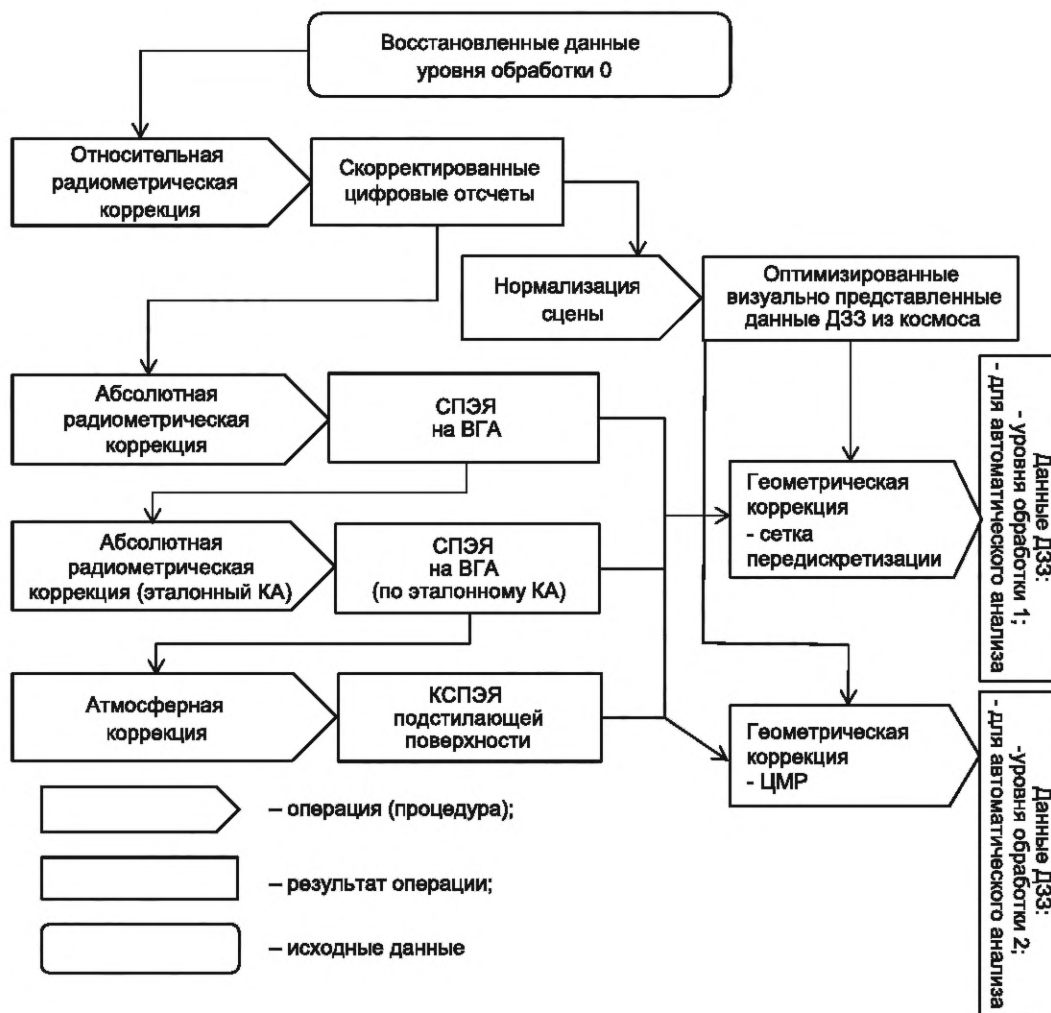 Восстановленные данные
уровня обработки 0
Относительная
радиометрическая
коррекция
Скорректированные
цифровые отсчеты
Нормализация
сцены
Оптимизированные
визуально представленные
данные ДЗЗ из космоса
Абсолютная
радиометрическая
коррекция
СПЭЯ
на ВГА
Геометрическая
коррекция
- сетка
передискретизации
Данные ДЗЗ:
- уровня обработки 1;
- для автоматического анализа
Абсолютная
радиометрическая
коррекция (эталонный КА)
СПЭЯ
на ВГА
(по эталонному КА)
Атмосферная
коррекция
КСПЭЯ
подстилающей
поверхности
Геометрическая
коррекция
- ЦМР
Данные ДЗЗ:
-уровня обработки 2;
- для автоматического анализа
– операция (процедура);
– результат операции;
– исходные данные